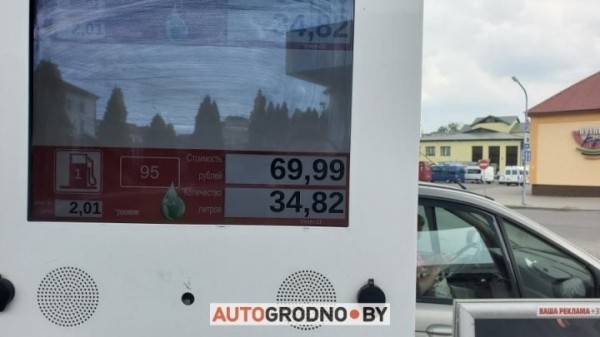 2,01 34,82
1 95 Стоимость рублей 69,99
2,01 Количество литров 34,82
AUTOGRODNO.BY
ВАША РЕКЛАМА